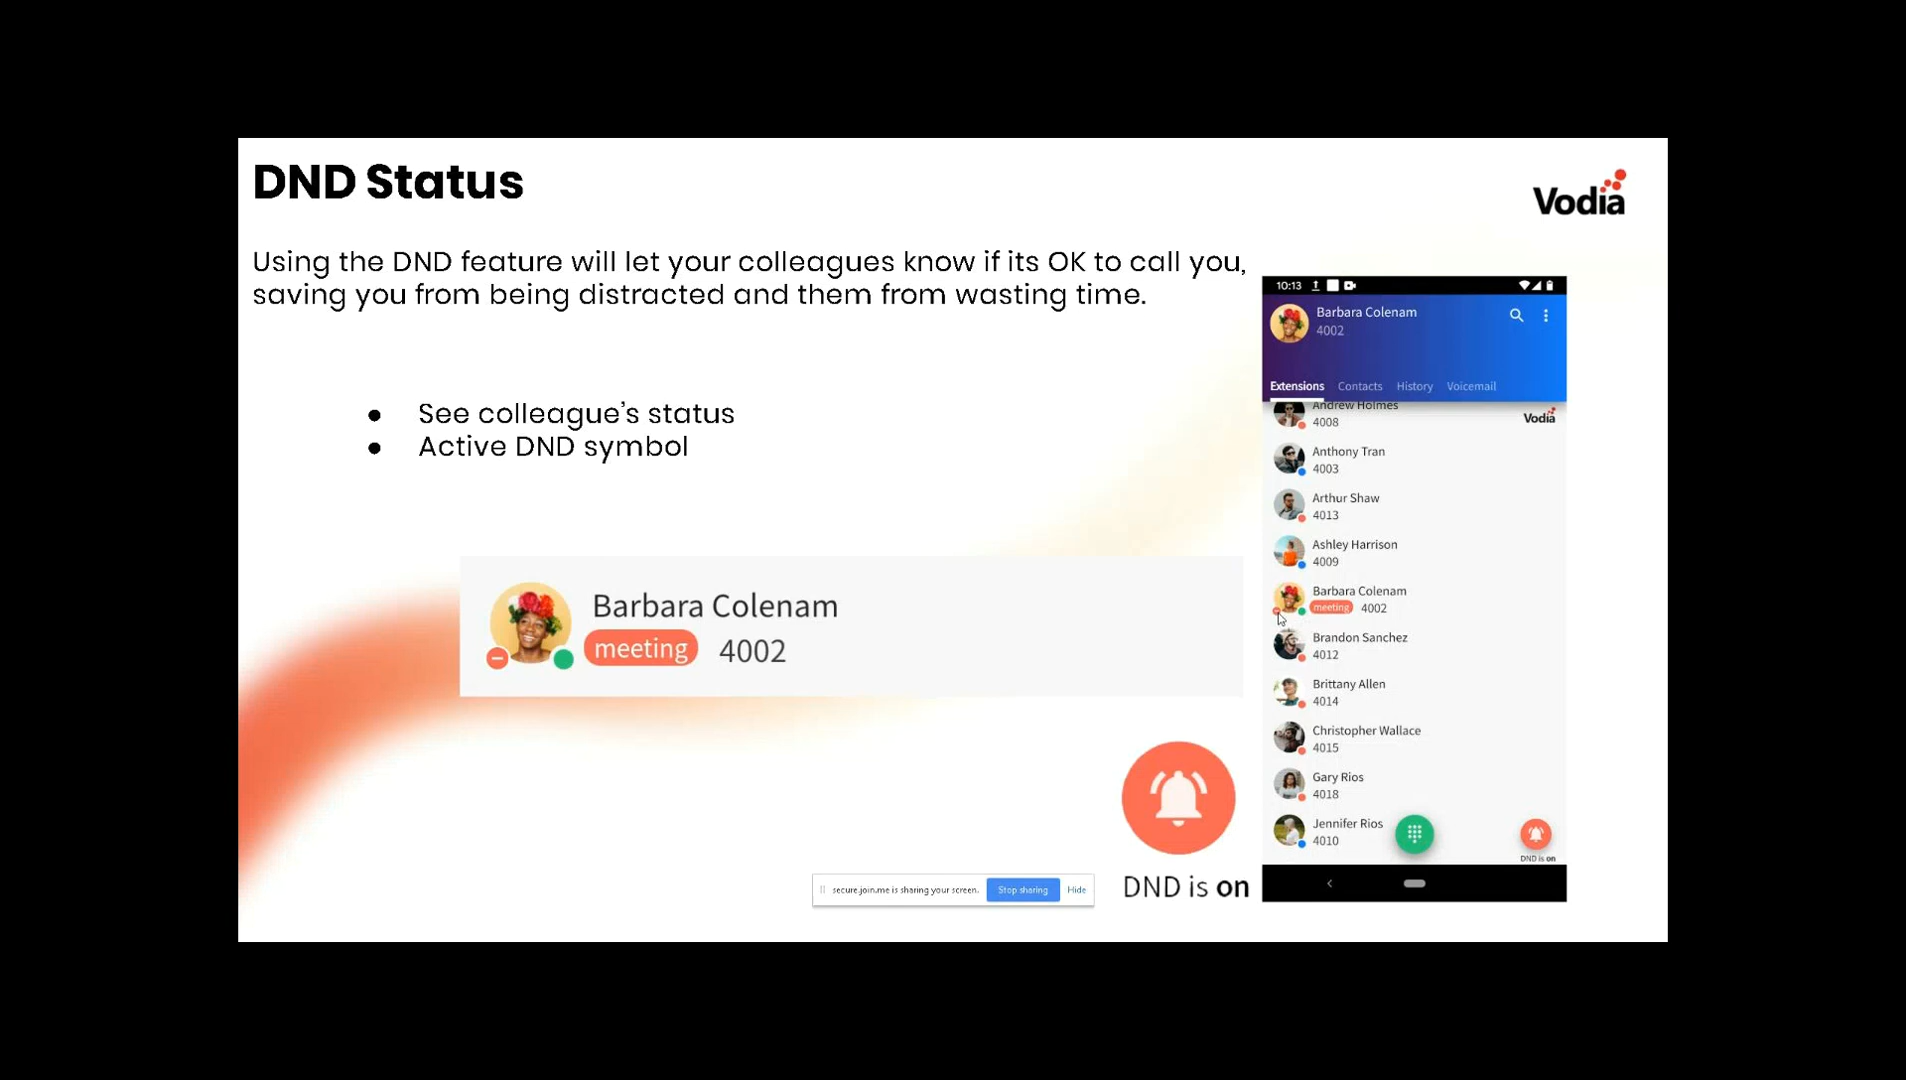 DND Status
Vodia
Using the DND feature will let your colleagues know if its OK to call you,
saving you from being distracted and them from wasting time.
● See colleague's status
● Active DND symbol
Barbara Colenam
meeting 4002
DND is on
secure.join.me is sharing your screen. Stop sharing Hide
10:13
Barbara Colenam
4002
Extensions Contacts History Voicemail
Andrew Holmes
4008
Vodia
Anthony Tran
4003
Arthur Shaw
4013
Ashley Harrison
4009
Barbara Colenam
meeting 4002
Brandon Sanchez
4012
Brittany Allen
4014
Christopher Wallace
4015
Gary Rios
4018
Jennifer Rios
4010
DND is on